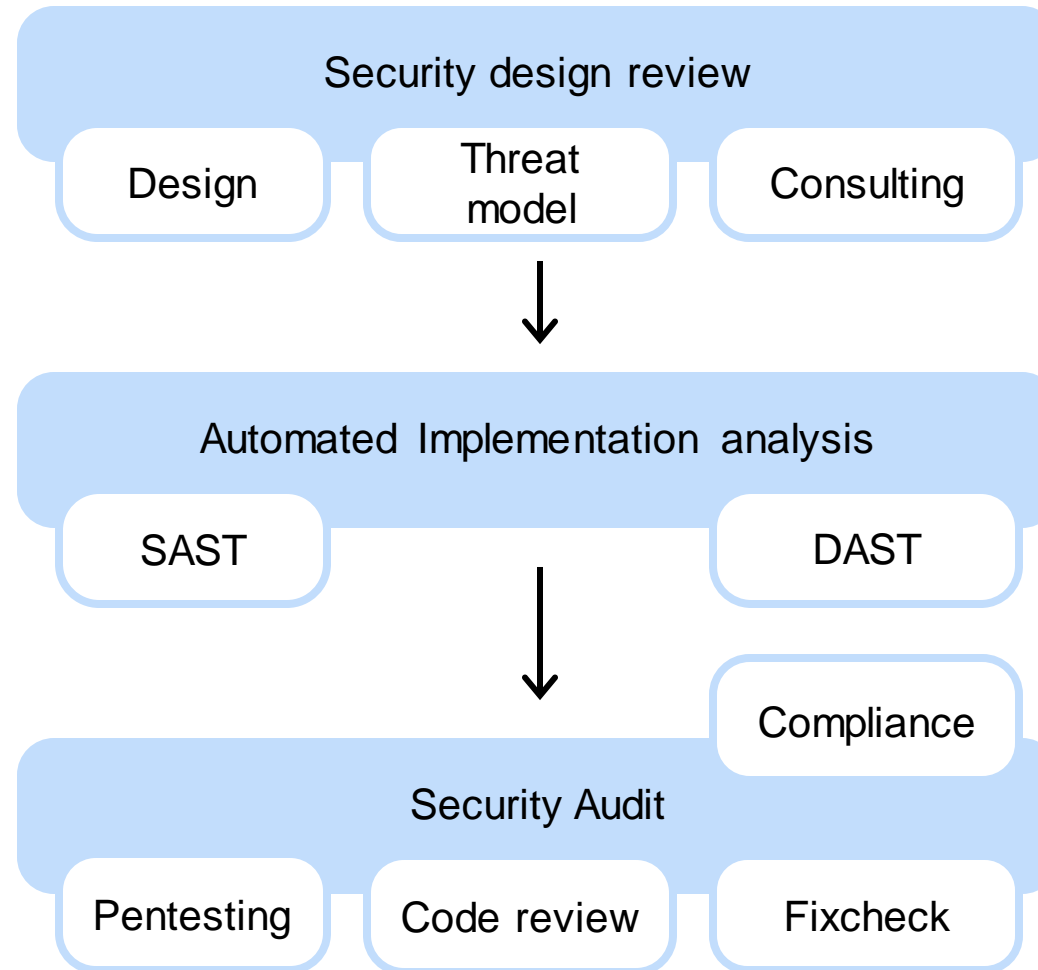 Security design review
Design
Threat
model
Consulting
Automated Implementation analysis
SAST
DAST
Compliance
Security Audit
Pentesting
Code review
Fixcheck